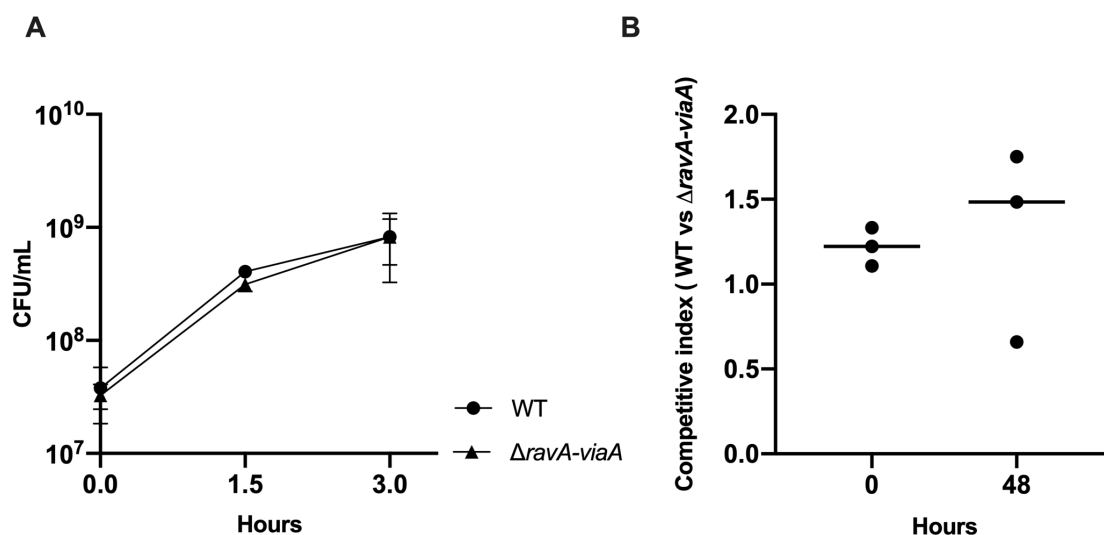 A
10^10
10^9
10^8
10^7
CFU/mL
0.0 1.5 3.0
Hours
WT
ΔravA-viaA
B
2.0
1.5
1.0
0.5
0.0
Competitive index ( WT vs ΔravA-viaA)
0 48
Hours